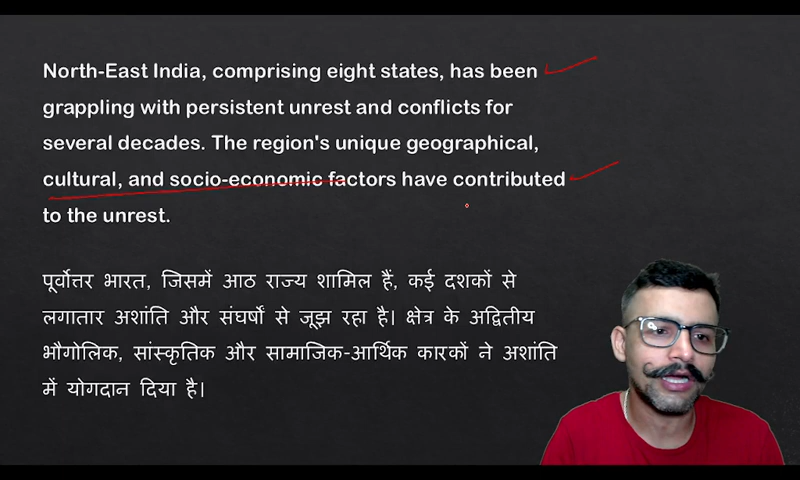 North-East India, comprising eight states, has been
grappling with persistent unrest and conflicts for
several decades. The region's unique geographical,
cultural, and socio-economic factors have contributed
to the unrest.
पूर्वोत्तर भारत, जिसमें आठ राज्य शामिल हैं, कई दशकों से
लगातार अशांति और संघर्षों से जूझ रहा है। क्षेत्र के अद्वितीय
भौगोलिक, सांस्कृतिक और सामाजिक-आर्थिक कारकों ने अशांति
में योगदान दिया है।